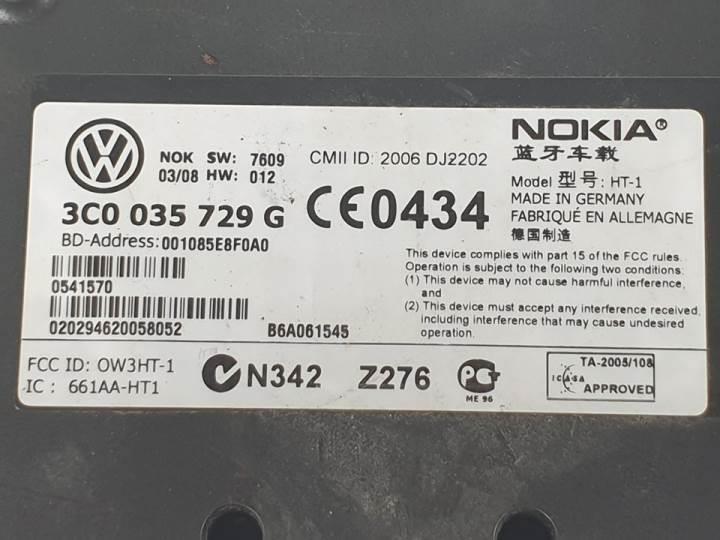 NOK SW: 7609
03/08 HW: 012
CMII ID: 2006 DJ2202
NOKIA®
蓝牙车载
Model 型号: HT-1
MADE IN GERMANY
FABRIQUÉ EN ALLEMAGNE
德国制造
3C0 035 729 G
CE0434
BD-Address: 001085E8F0A0
0541570
020294620058052
B6A061545
This device complies with part 15 of the FCC rules.
Operation is subject to the following two conditions:
(1) This device may not cause harmful interference,
and
(2) This device must accept any interference received,
including interference that may cause undesired
operation.
FCC ID: OW3HT-1
IC : 661AA-HT1
N342
Z276
ME 96
TA-2005/108
ICASA
APPROVED